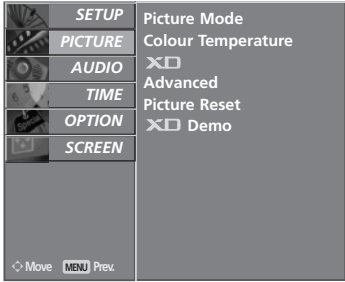 SETUP
PICTURE
AUDIO
TIME
OPTION
SCREEN
Move MENU Prev.
Picture Mode
Colour Temperature
XD
Advanced
Picture Reset
XD Demo